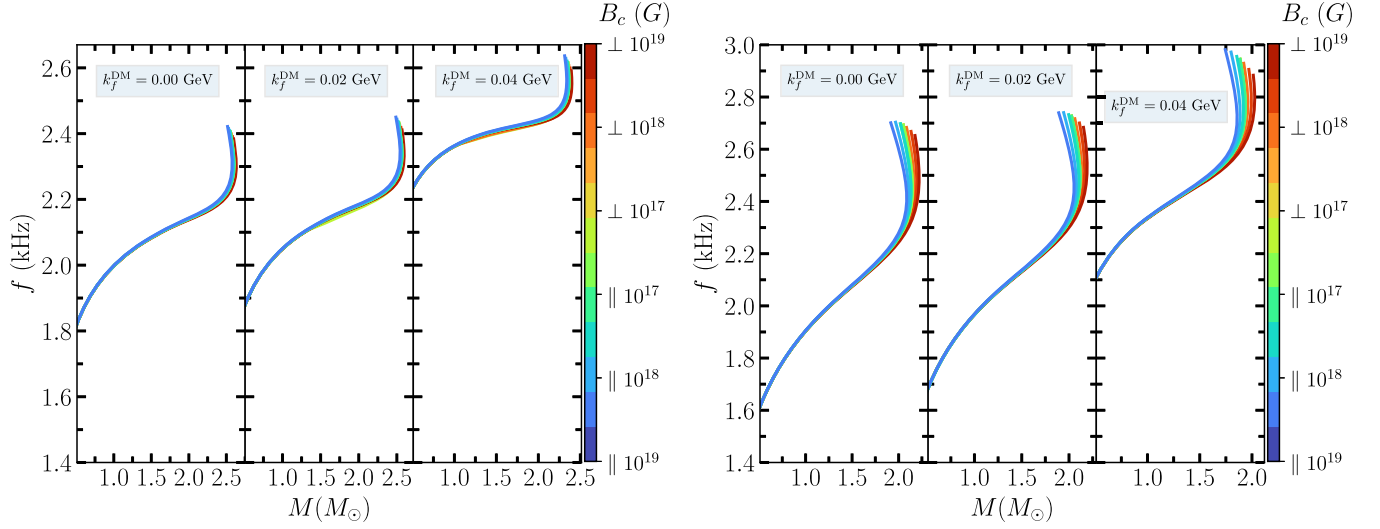 B_c (G)
k_f^DM = 0.00 GeV
k_f^DM = 0.02 GeV
k_f^DM = 0.04 GeV
2.6
2.4
2.2
2.0
1.8
1.6
1.4
f (kHz)
1.0 1.5 2.0 2.5
1.0 1.5 2.0 2.5
1.0 1.5 2.0 2.5
M(M_⊙)
⊥ 10^19
⊥ 10^18
⊥ 10^17
∥ 10^17
∥ 10^18
∥ 10^19
B_c (G)
k_f^DM = 0.00 GeV
k_f^DM = 0.02 GeV
k_f^DM = 0.04 GeV
3.0
2.8
2.6
2.4
2.2
2.0
1.8
1.6
1.4
f (kHz)
1.0 1.5 2.0
1.0 1.5 2.0
1.0 1.5 2.0
M(M_⊙)
⊥ 10^19
⊥ 10^18
⊥ 10^17
∥ 10^17
∥ 10^18
∥ 10^19